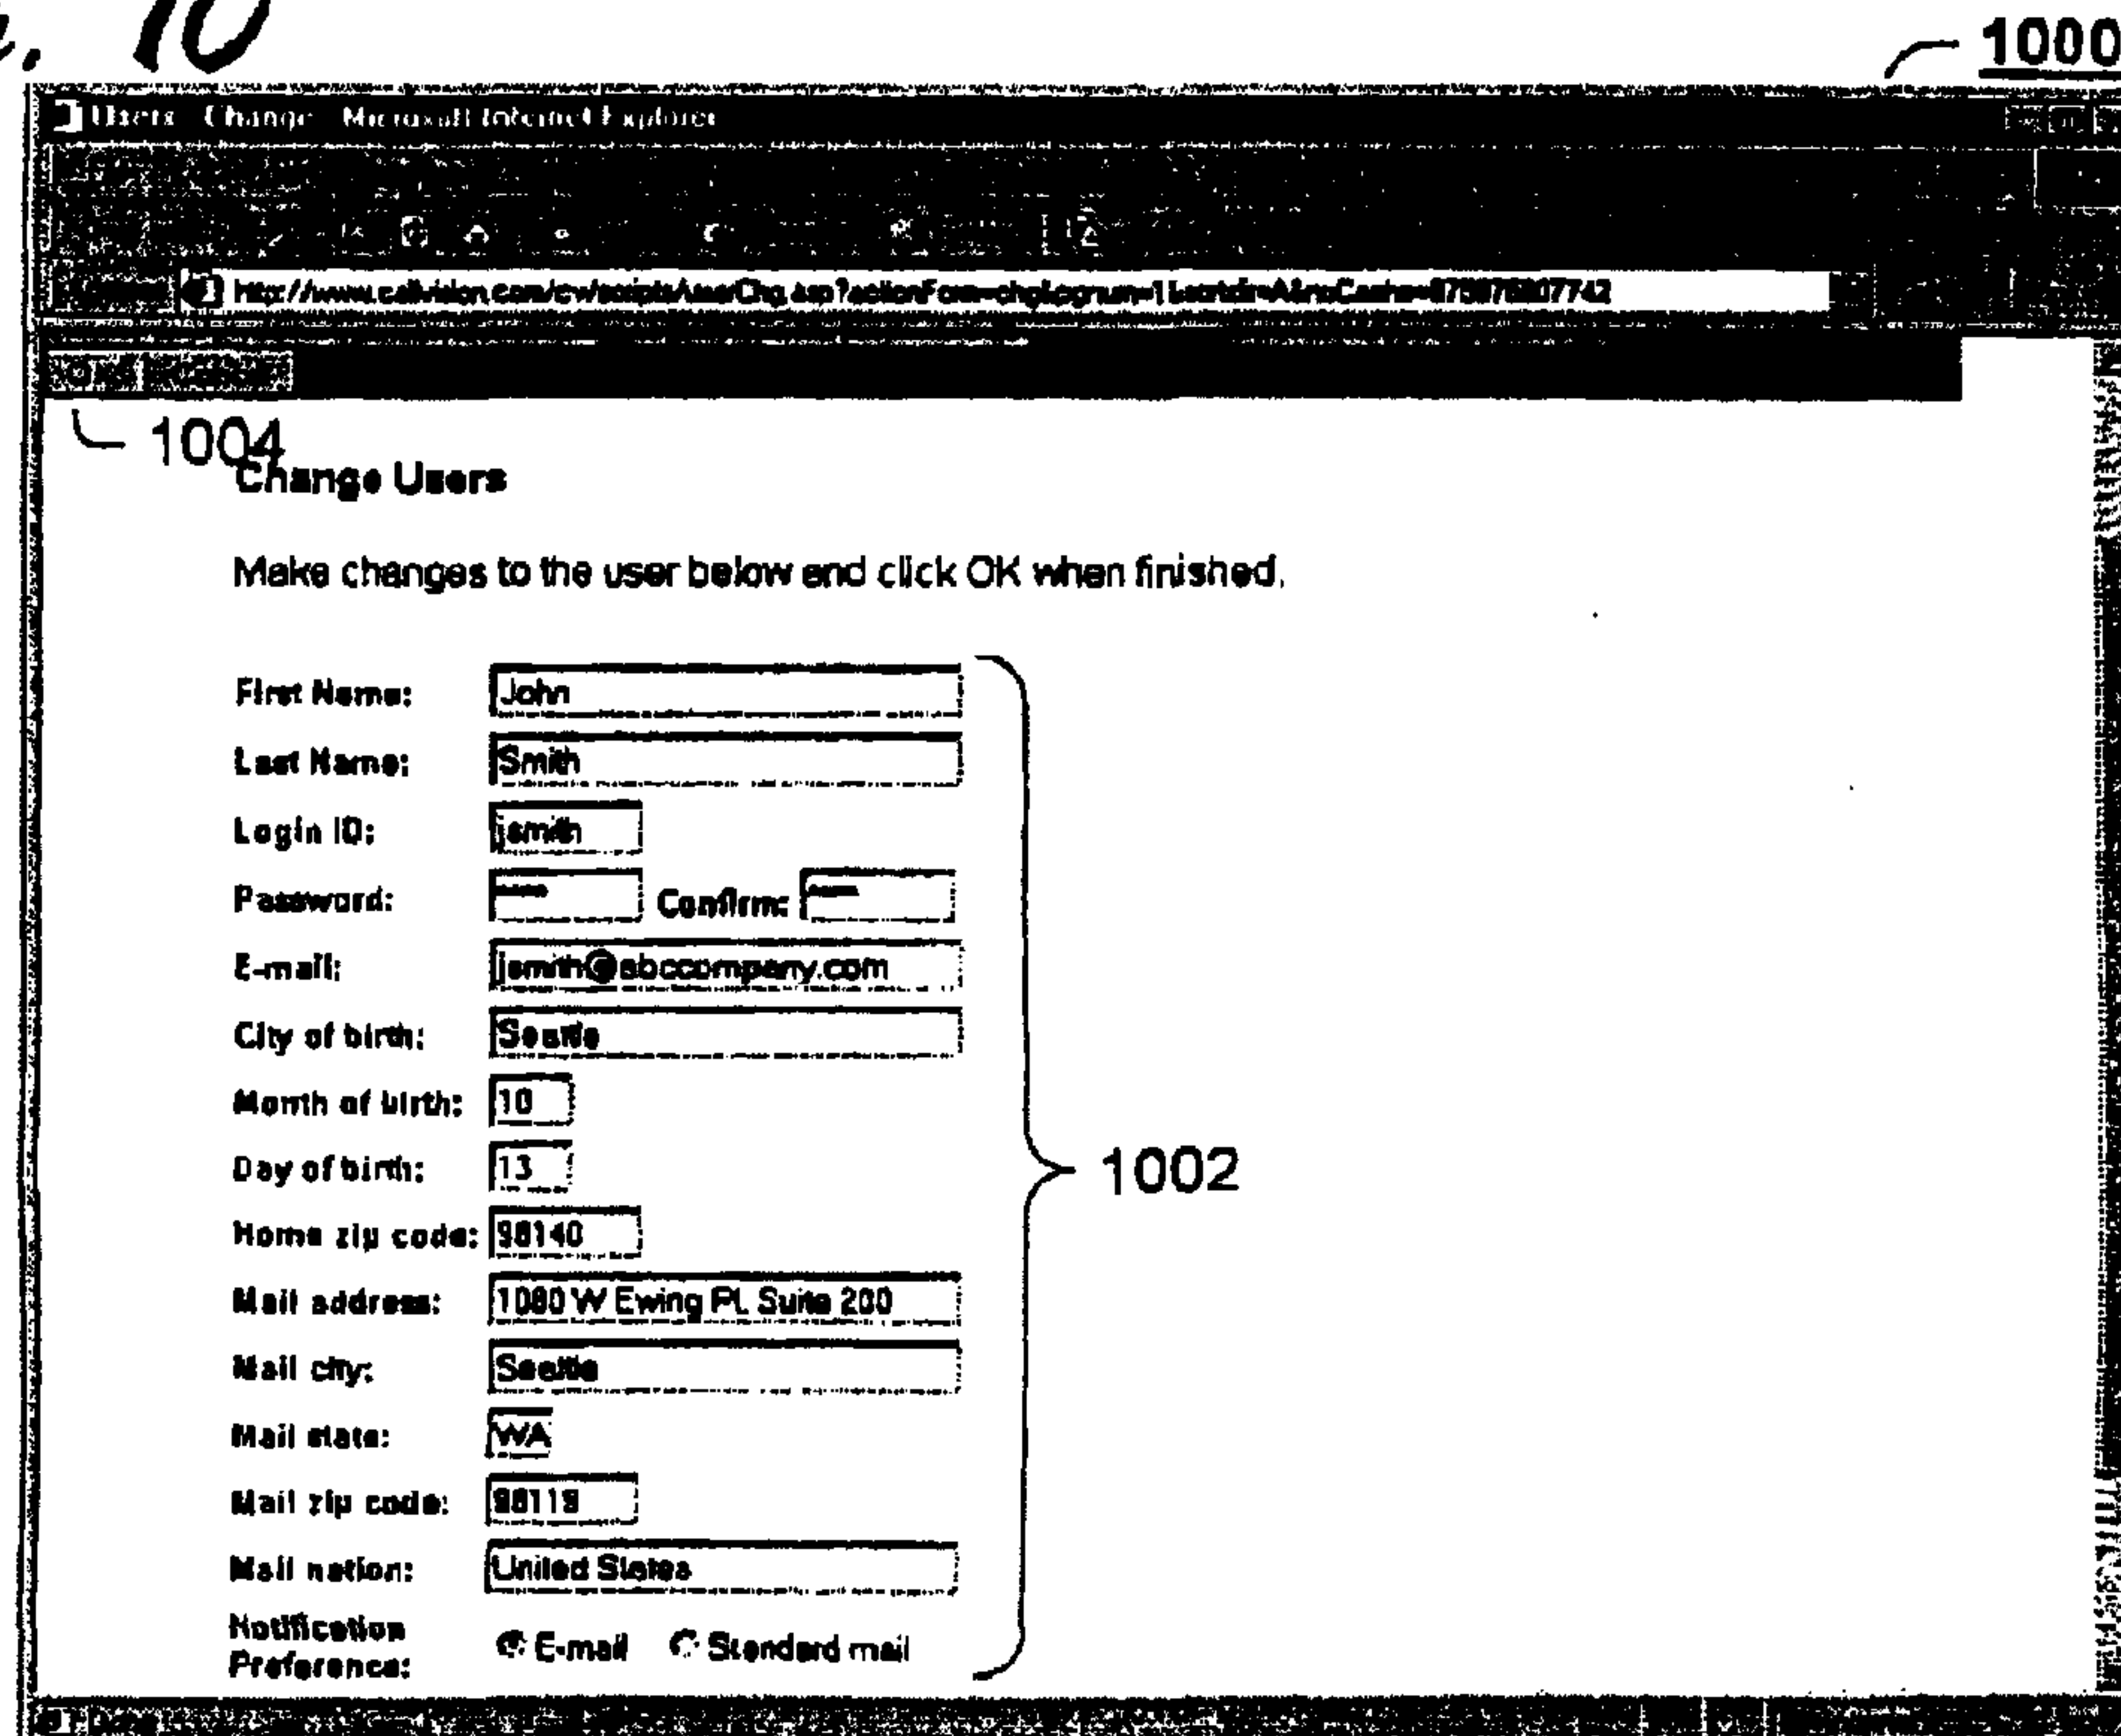 10
1000
Users Change Microsoft Internet Explorer
OK
1004
Change Users
Make changes to the user below and click OK when finished.
First Name: John
Last Name: Smith
Login ID: jsmith
Password: Confirm:
E-mail: jsmith@abccompany.com
City of birth: Seattle
Month of birth: 10
Day of birth: 13
1002
Home zip code: 98140
Mail address: 1080 W Ewing PL Suite 200
Mail city: Seattle
Mail state: WA
Mail zip code: 98119
Mail nation: United States
Notification
Preference: E-mail Standard mail